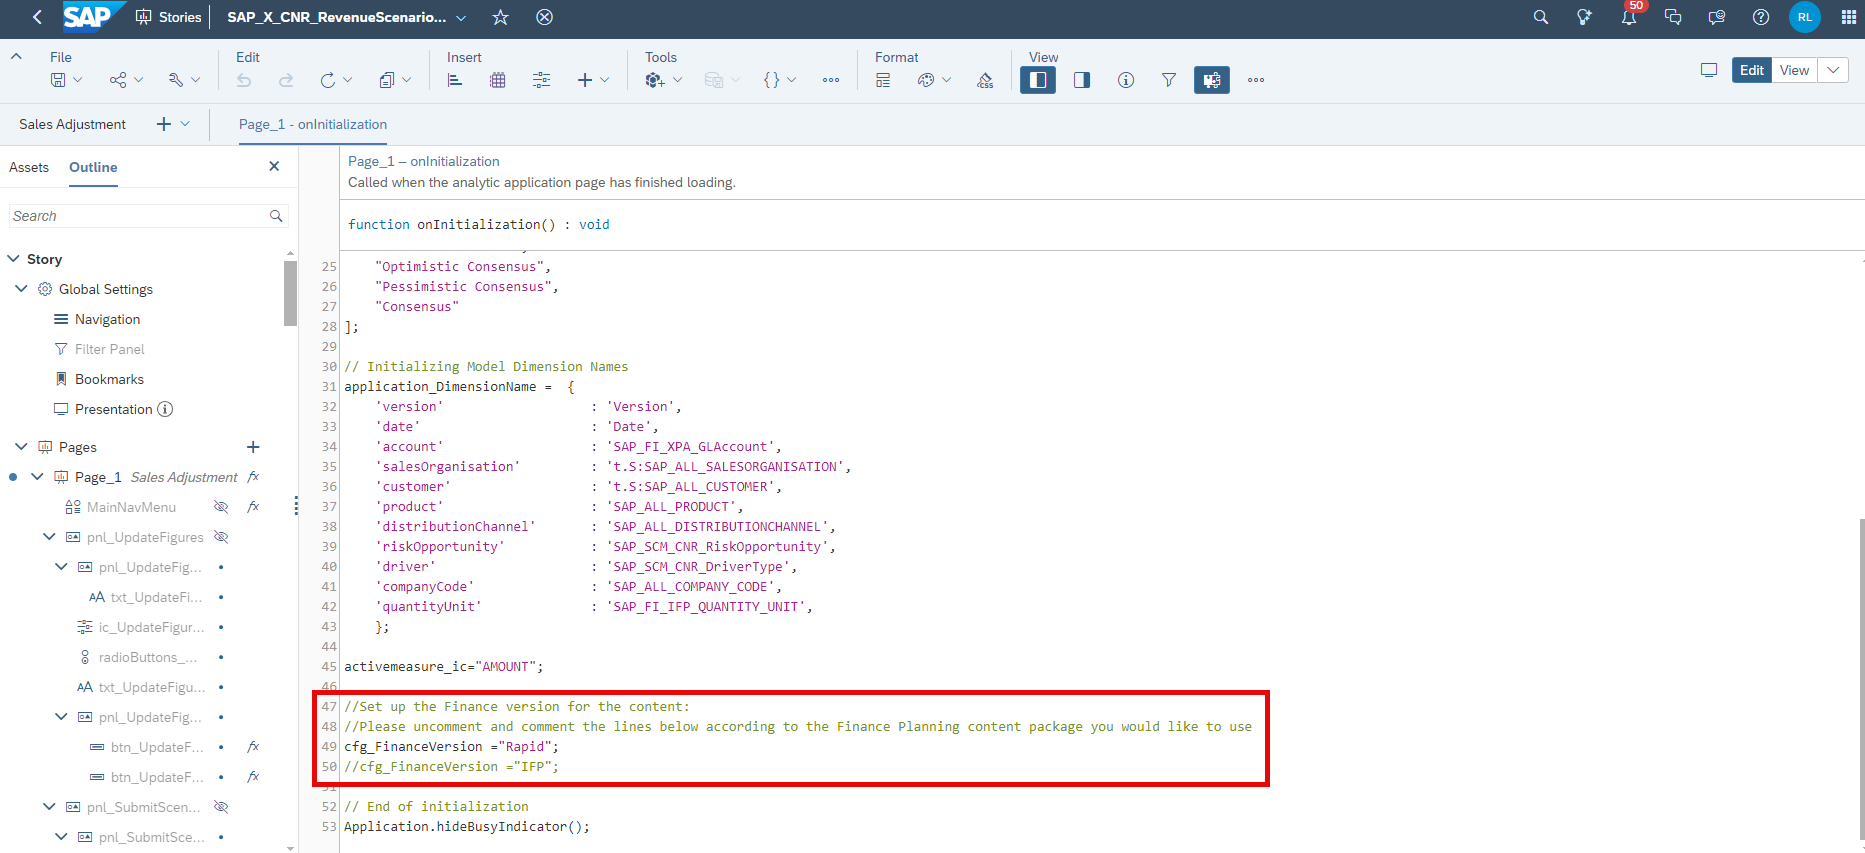 SAP Stories SAP_X_CNR_RevenueScenario... 50 RL
File Edit Insert Tools Format View
CSS Edit View
Sales Adjustment Page_1 - onInitialization
Assets Outline
Search
Story
Global Settings
Navigation
Filter Panel
Bookmarks
Presentation
Pages
Page_1 Sales Adjustment fx
MainNavMenu fx
pnl_UpdateFigures
pnl_UpdateFig...
txt_UpdateFi...
ic_UpdateFigur...
radioButtons_...
txt_UpdateFigu...
pnl_UpdateFig...
btn_UpdateF... fx
btn_UpdateF... fx
pnl_SubmitScen...
pnl_SubmitSce...
Page_1 – onInitialization
Called when the analytic application page has finished loading.
function onInitialization() : void
25 "Optimistic Consensus",
26 "Pessimistic Consensus",
27 "Consensus"
28 ];
29
30 // Initializing Model Dimension Names
31 application_DimensionName = {
32 'version' : 'Version',
33 'date' : 'Date',
34 'account' : 'SAP_FI_XPA_GLAccount',
35 'salesOrganisation' : 't.S:SAP_ALL_SALESORGANISATION',
36 'customer' : 't.S:SAP_ALL_CUSTOMER',
37 'product' : 'SAP_ALL_PRODUCT',
38 'distributionChannel' : 'SAP_ALL_DISTRIBUTIONCHANNEL',
39 'riskOpportunity' : 'SAP_SCM_CNR_RiskOpportunity',
40 'driver' : 'SAP_SCM_CNR_DriverType',
41 'companyCode' : 'SAP_ALL_COMPANY_CODE',
42 'quantityUnit' : 'SAP_FI_IFP_QUANTITY_UNIT',
43 };
44
45 activemeasure_ic="AMOUNT";
46
47 //Set up the Finance version for the content:
48 //Please uncomment and comment the lines below according to the Finance Planning content package you would like to use
49 cfg_FinanceVersion ="Rapid";
50 //cfg_FinanceVersion ="IFP";
52 // End of initialization
53 Application.hideBusyIndicator();